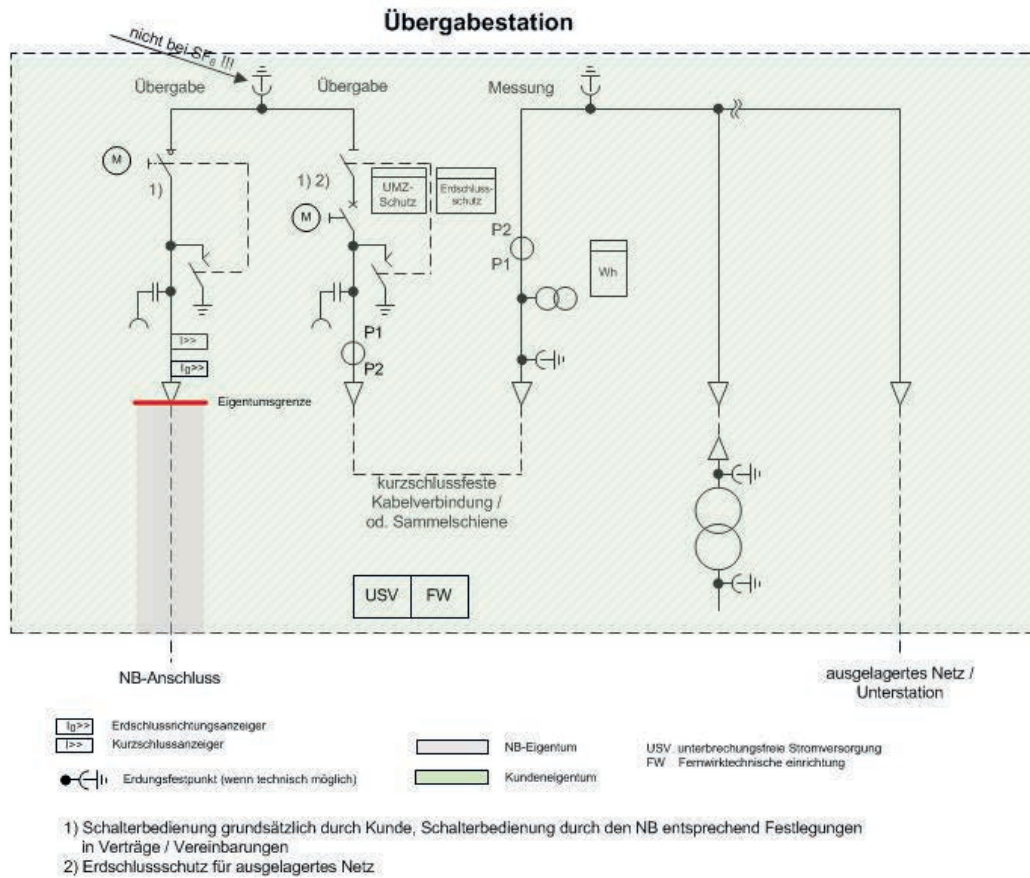 Übergabestation
nicht bei SF6 !!!
Übergabe
Übergabe
Messung
M
1)
1) 2)
UMZ-
Schutz
Erdschluss-
schutz
M
P2
P1
Wh
I>>
I0>>
P1
P2
Eigentumsgrenze
kurzschlussfeste
Kabelverbindung /
od. Sammelschiene
USV
FW
NB-Anschluss
ausgelagertes Netz /
Unterstation
I0>>
Erdschlussrichtungsanzeiger
I>>
Kurzschlussanzeiger
Erdungsfestpunkt (wenn technisch möglich)
NB-Eigentum
Kundeneigentum
USV unterbrechungsfreie Stromversorgung
FW Fernwirktechnische einrichtung
1) Schalterbedienung grundsätzlich durch Kunde, Schalterbedienung durch den NB entsprechend Festlegungen
in Verträge / Vereinbarungen
2) Erdschlussschutz für ausgelagertes Netz